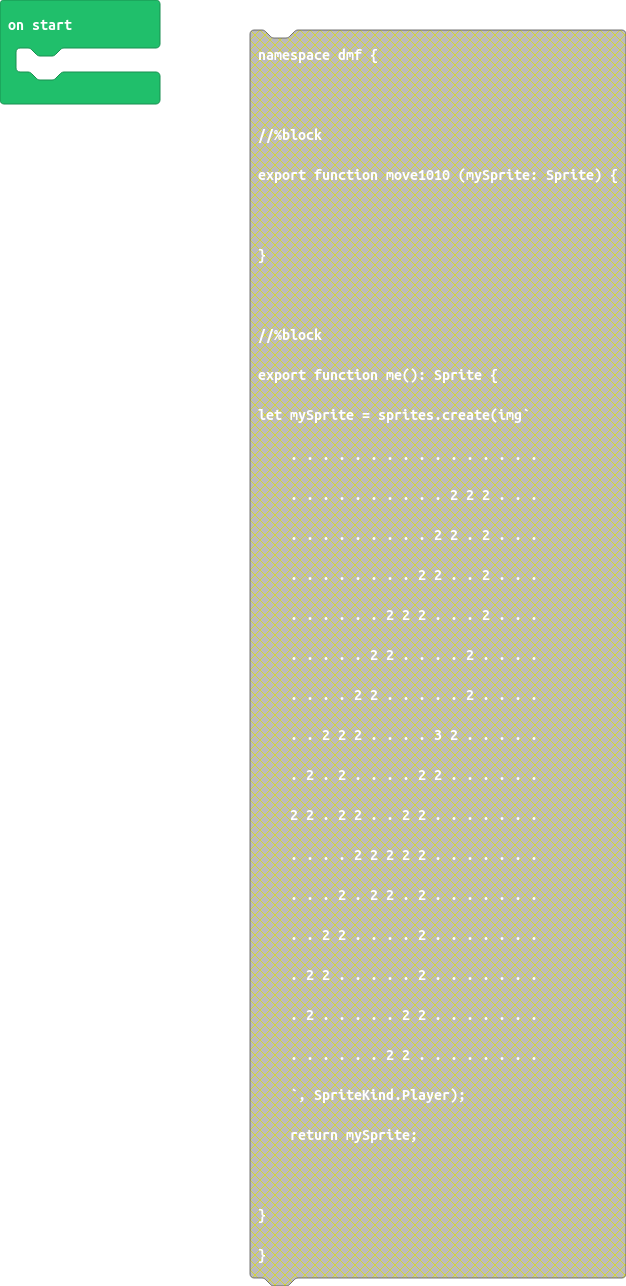 on start
namespace dmf {
//%block
export function move1010 (mySprite: Sprite) {
}
//%block
export function me(): Sprite {
let mySprite = sprites.create(img`
. . . . . . . . . . . . . . . .
. . . . . . . . . . 2 2 2 . . .
. . . . . . . . . 2 2 . 2 . . .
. . . . . . . . 2 2 . . 2 . . .
. . . . . . 2 2 2 . . . 2 . . .
. . . . . 2 2 . . . . 2 . . . .
. . . . 2 2 . . . . . 2 . . . .
. . 2 2 2 . . . . 3 2 . . . . .
. 2 . 2 . . . . 2 2 . . . . . .
2 2 . 2 2 . . 2 2 . . . . . . .
. . . . 2 2 2 2 2 . . . . . . .
. . . 2 . 2 2 . 2 . . . . . . .
. . 2 2 . . . . 2 . . . . . . .
. 2 2 . . . . . 2 . . . . . . .
. 2 . . . . . 2 2 . . . . . . .
. . . . . . 2 2 . . . . . . . .
`, SpriteKind.Player);
return mySprite;
}
}